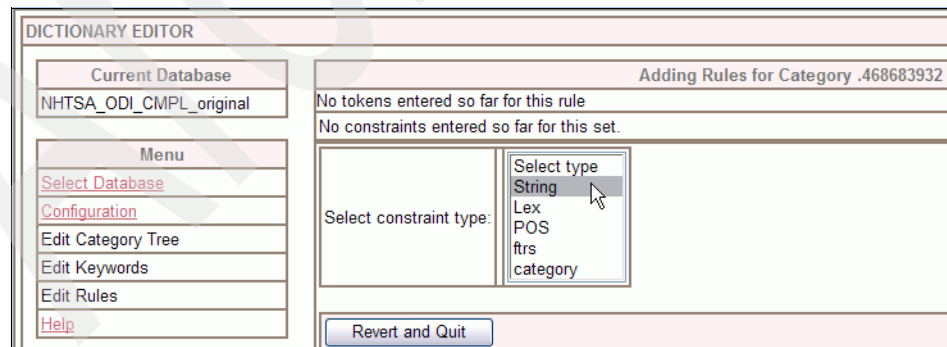 DICTIONARY EDITOR
Current Database
NHTSA_ODI_CMPL_original
Menu
Select Database
Configuration
Edit Category Tree
Edit Keywords
Edit Rules
Help
Adding Rules for Category .468683932
No tokens entered so far for this rule
No constraints entered so far for this set.
Select constraint type:
Select type
String
Lex
POS
ftrs
category
Revert and Quit